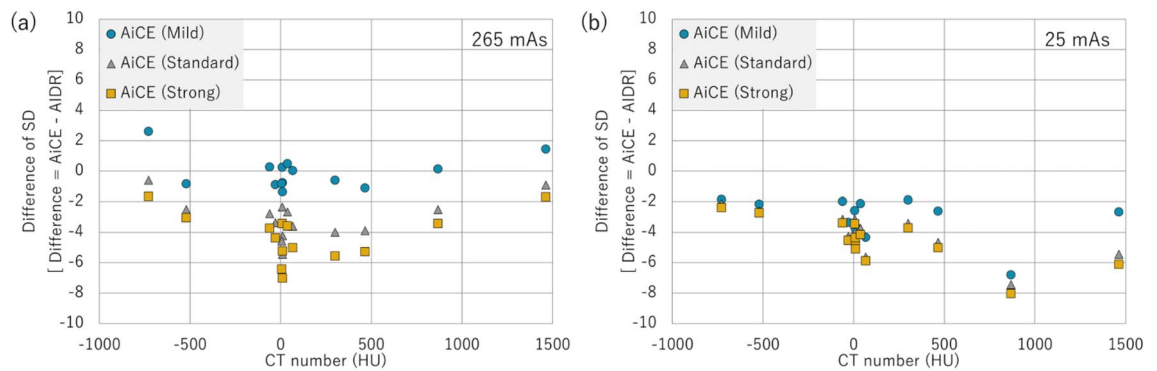 (a)
Difference of SD
[ Difference = AiCE - AIDR]
10
8
6
4
2
0
-2
-4
-6
-8
-10
AiCE (Mild)
AiCE (Standard)
AiCE (Strong)
265 mAs
-1000 -500 0 500 1000 1500
CT number (HU)
(b)
Difference of SD
[ Difference = AiCE - AIDR]
10
8
6
4
2
0
-2
-4
-6
-8
-10
AiCE (Mild)
AiCE (Standard)
AiCE (Strong)
25 mAs
-1000 -500 0 500 1000 1500
CT number (HU)